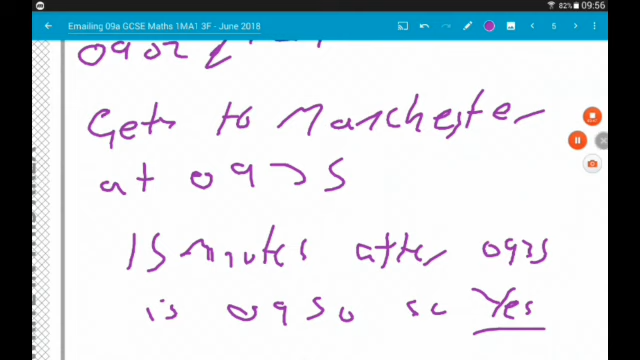 82% 09:56
Emailing 09a GCSE Maths 1MA1 3F - June 2018
5
0902
Gets to Manchester
at 0935
15 minutes after 0935
is 0950 so Yes